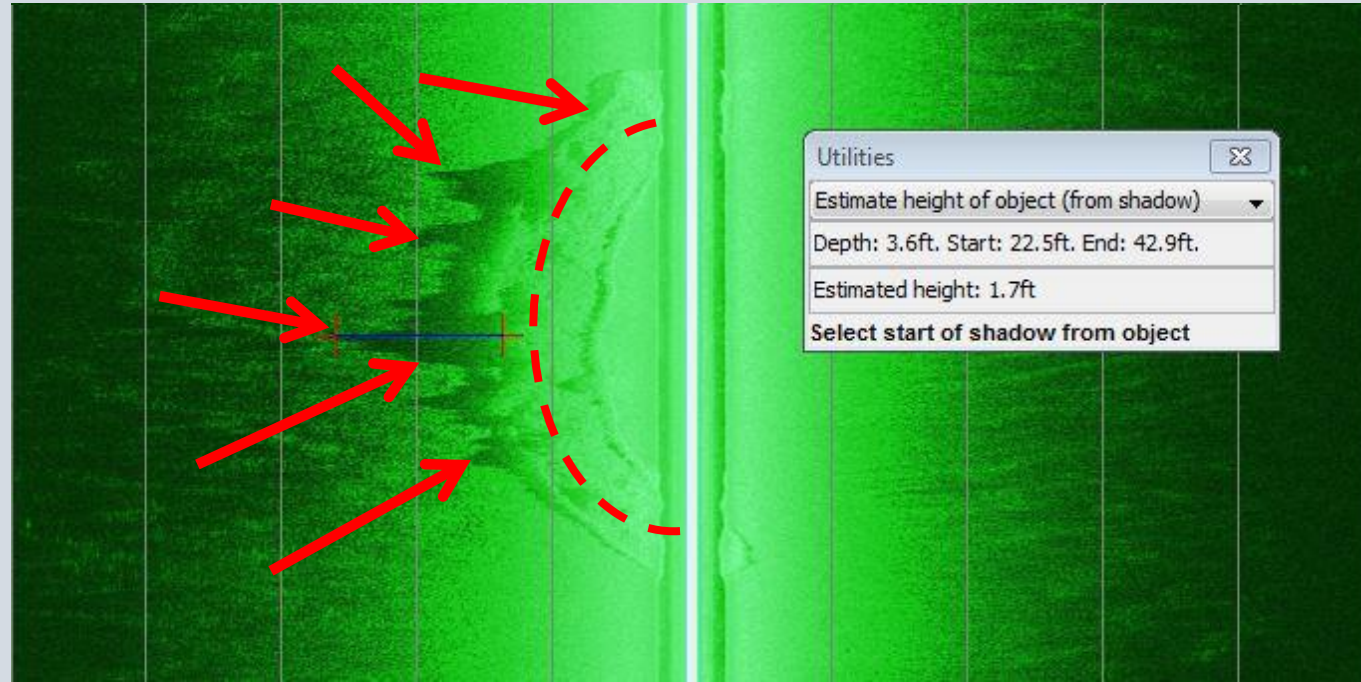 Utilities
Estimate height of object (from shadow)
Depth: 3.6ft. Start: 22.5ft. End: 42.9ft.
Estimated height: 1.7ft
Select start of shadow from object